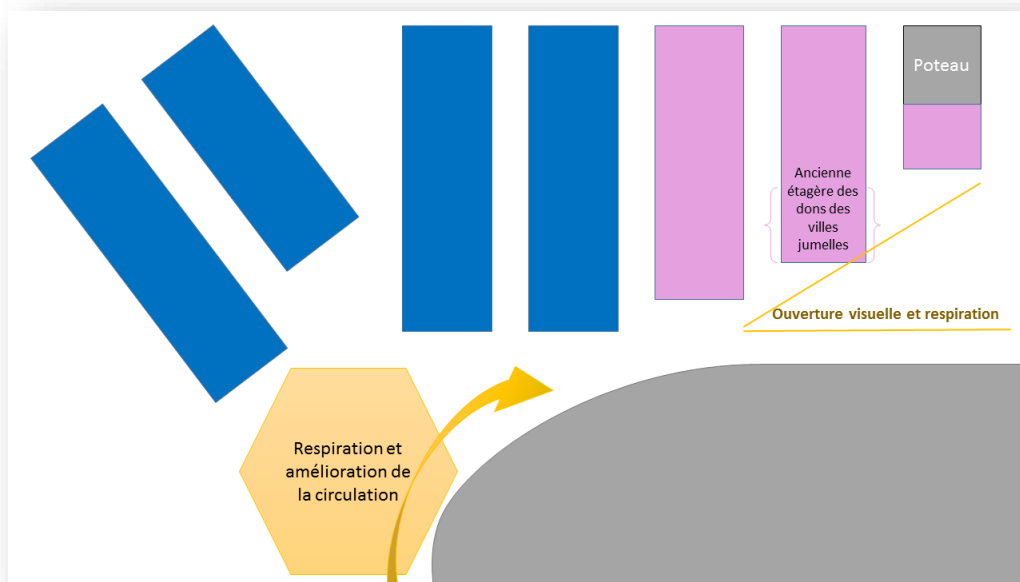 Poteau
Ancienne
étagère des
dons des
villes
jumelles
Ouverture visuelle et respiration
Respiration et
amélioration de
la circulation